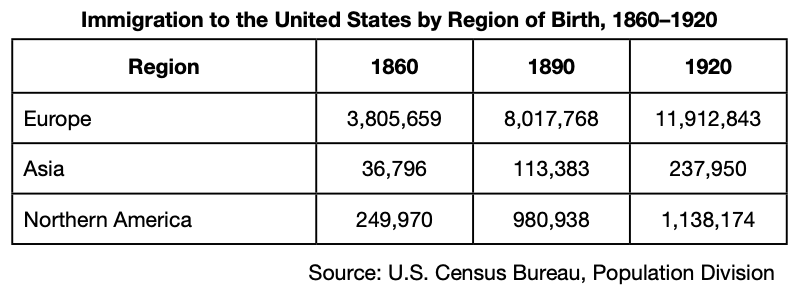 Immigration to the United States by Region of Birth, 1860–1920
Region 1860 1890 1920
Europe 3,805,659 8,017,768 11,912,843
Asia 36,796 113,383 237,950
Northern America 249,970 980,938 1,138,174
Source: U.S. Census Bureau, Population Division